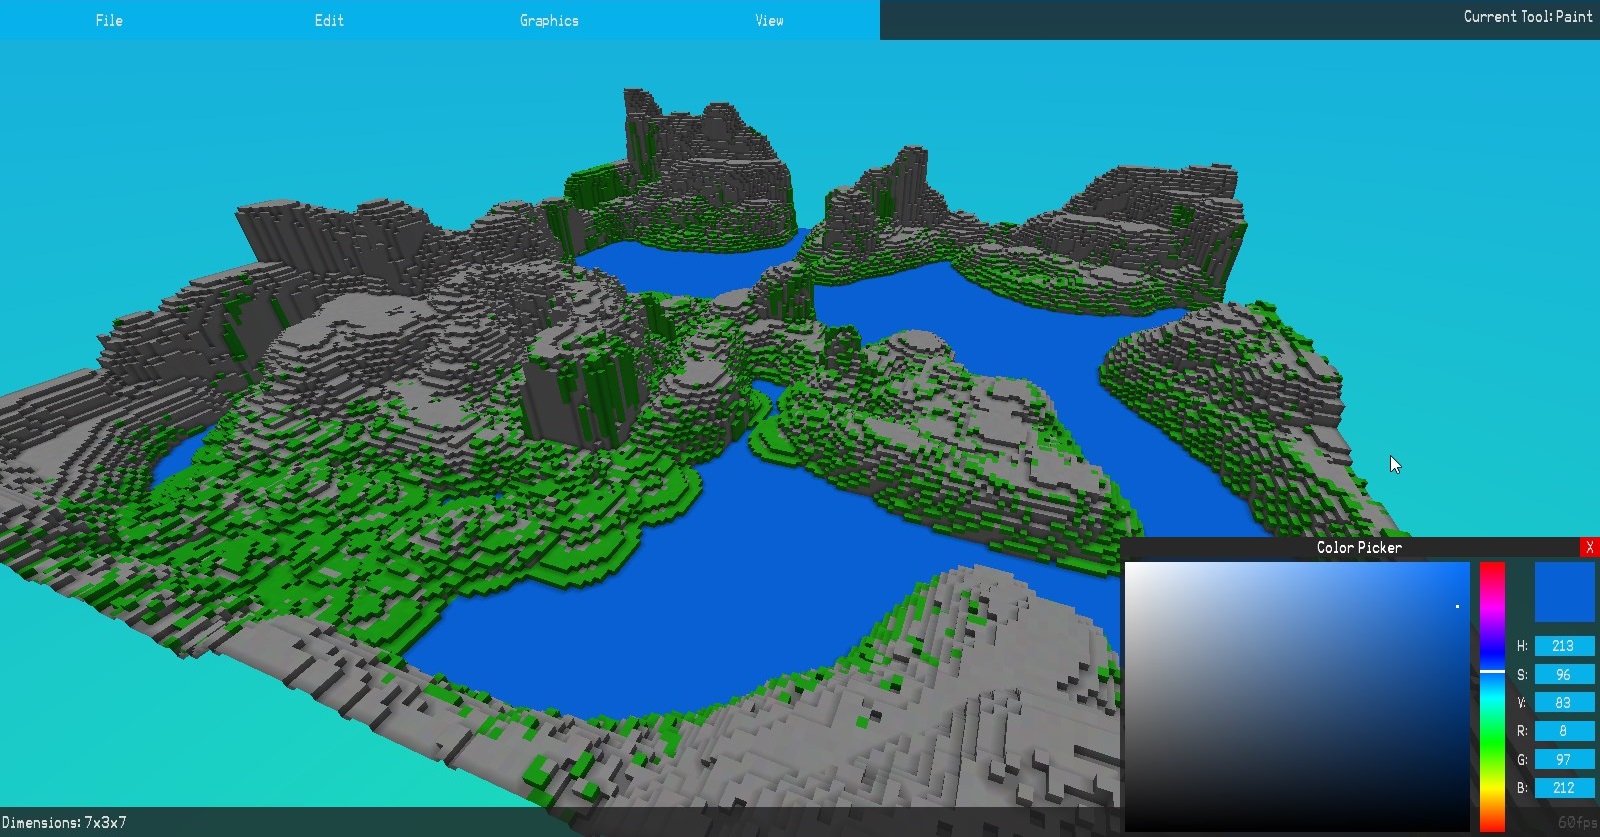 File Edit Graphics View Current Tool: Paint
Color Picker X
H: 213
S: 96
V: 83
R: 8
G: 97
B: 212
Dimensions: 7x3x7 60fps